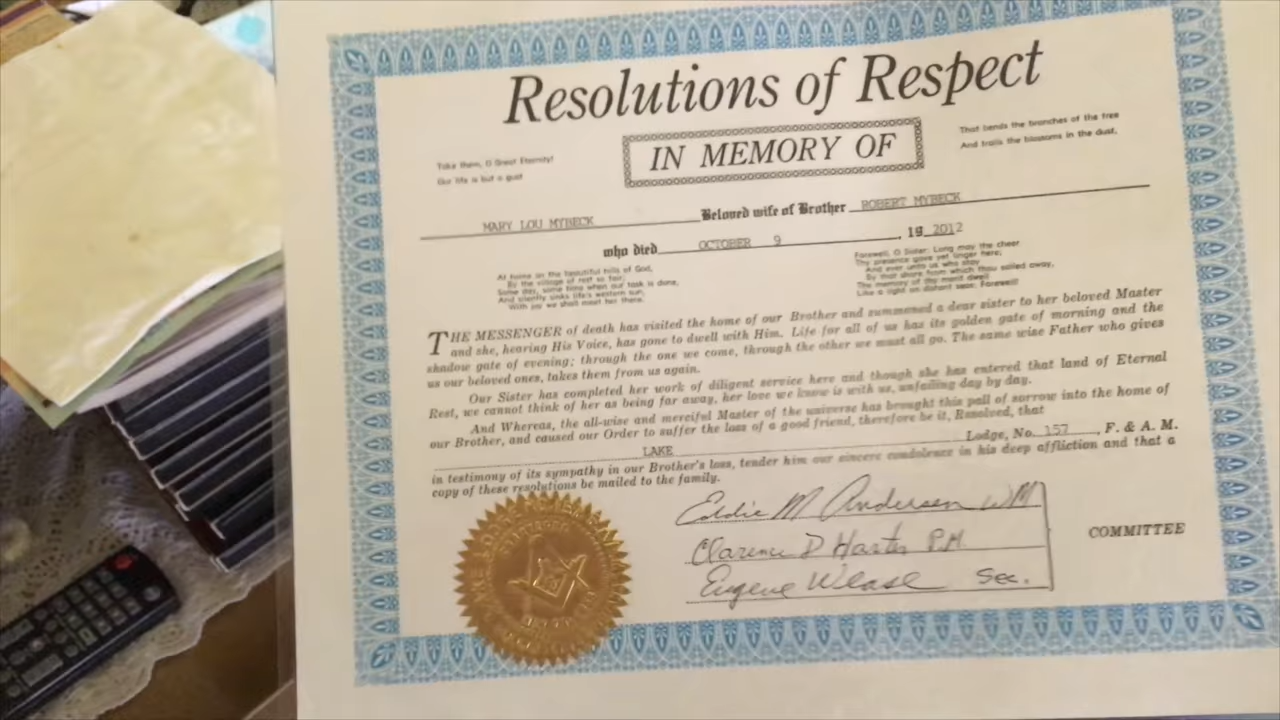 Resolutions of Respect
IN MEMORY OF
Take them, O Great Eternity!
like life is but a gust
That bends the branches of the tree
And trails the blossoms in the dust.
MARY LOU MYBECK Beloved wife of Brother ROBERT MYBECK
who died OCTOBER 9 , 19 2012
At home in the beautiful hills of God,
By the village of rest so fair;
Some day, some time when our task is done,
And silently sinks life's western sun,
With joy we shall meet her there.
Farewell, O Sister: Long may the cheer
Thy presence gave yet linger here;
And ever unto us who stay
By that shore from which thou sailed away,
The memory of thy merit dwell
Like a light on distant seas: Farewell!
THE MESSENGER of death has visited the home of our Brother and summoned a dear sister to her beloved Master
and she, hearing His Voice, has gone to dwell with Him. Life for all of us has its golden gate of morning and the
shadow gate of evening; through the one we come, through the other we must all go. The same wise Father who gives
us our beloved ones, takes them from us again.
Our Sister has completed her work of diligent service here and though she has entered that land of Eternal
Rest, we cannot think of her as being far away, her love we know is with us, unfailing day by day.
And Whereas, the all-wise and merciful Master of the universe has brought this pall of sorrow into the home of
our Brother, and caused our Order to suffer the loss of a good friend, therefore be it, Resolved, that
LAKE Lodge, No. 157 , F. & A. M.
in testimony of its sympathy in our Brother's loss, tender him our sincere condolence in his deep affliction and that a
copy of these resolutions be mailed to the family.
Eddie M Andersen WM
Clarence D Harts P.M.
Eugene Wease Sec.
COMMITTEE